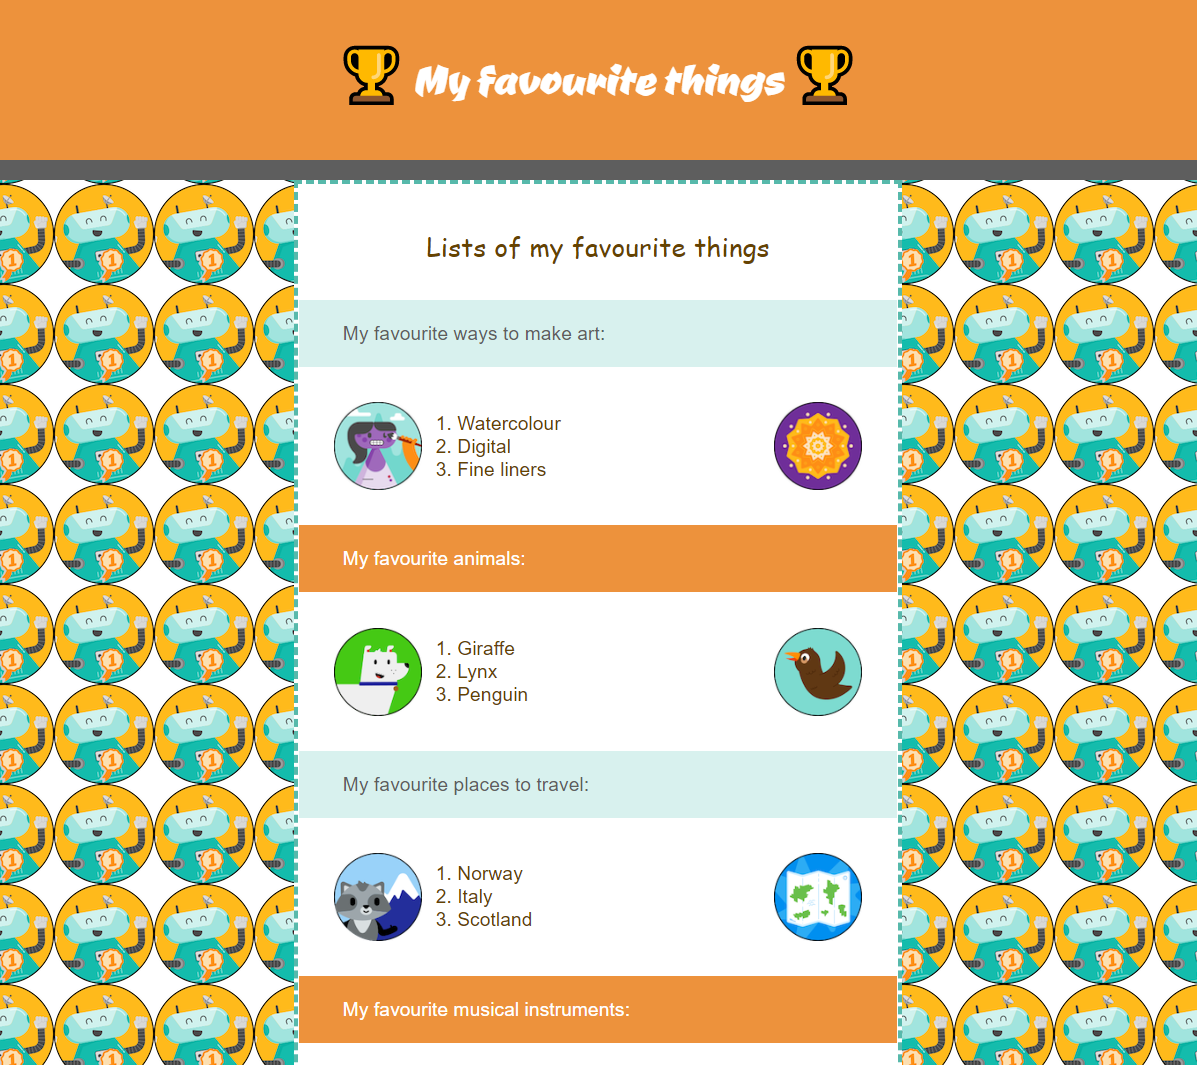 My favourite things
Lists of my favourite things
My favourite ways to make art:
1. Watercolour
2. Digital
3. Fine liners
My favourite animals:
1. Giraffe
2. Lynx
3. Penguin
My favourite places to travel:
1. Norway
2. Italy
3. Scotland
My favourite musical instruments: